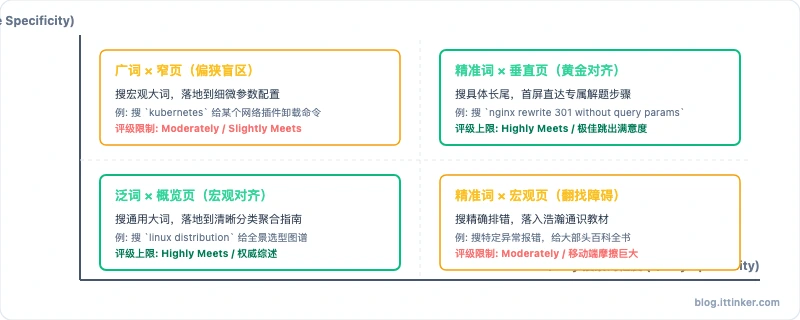 Specificity)
广词 × 窄页（偏狭盲区）
搜宏观大词，落地到细微参数配置
例: 搜 `kubernetes` 给某个网络插件卸载命令
评级限制: Moderately / Slightly Meets
精准词 × 垂直页（黄金对齐）
搜具体长尾，首屏直达专属解题步骤
例: 搜 `nginx rewrite 301 without query params`
评级上限: Highly Meets / 极佳跳出满意度
泛词 × 概览页（宏观对齐）
搜通用大词，落地到清晰分类聚合指南
例: 搜 `linux distribution` 给全景选型图谱
评级上限: Highly Meets / 权威综述
精准词 × 宏观页（翻找障碍）
搜精确排错，落入浩瀚通识教材
例: 搜特定异常报错，给大部头百科全书
评级限制: Moderately / 移动端摩擦巨大
blog.ittinker.com